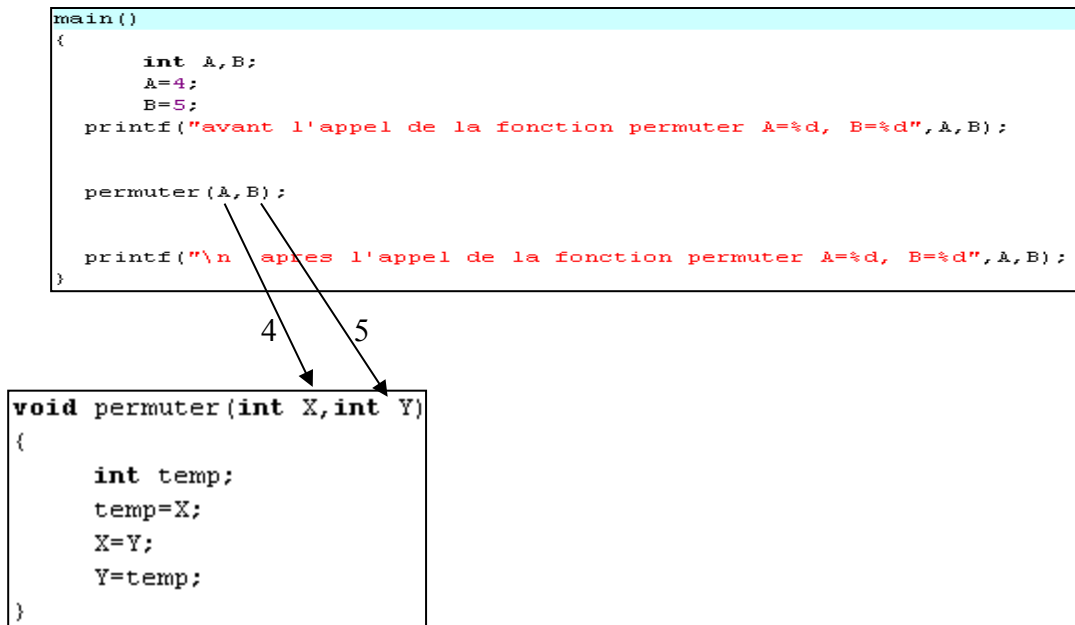 main()
{
int A,B;
A=4;
B=5;
printf("avant l'appel de la fonction permuter A=%d, B=%d",A,B);
permuter(A,B);
printf("\n apres l'appel de la fonction permuter A=%d, B=%d",A,B);
}
4 5
void permuter(int X,int Y)
{
int temp;
temp=X;
X=Y;
Y=temp;
}